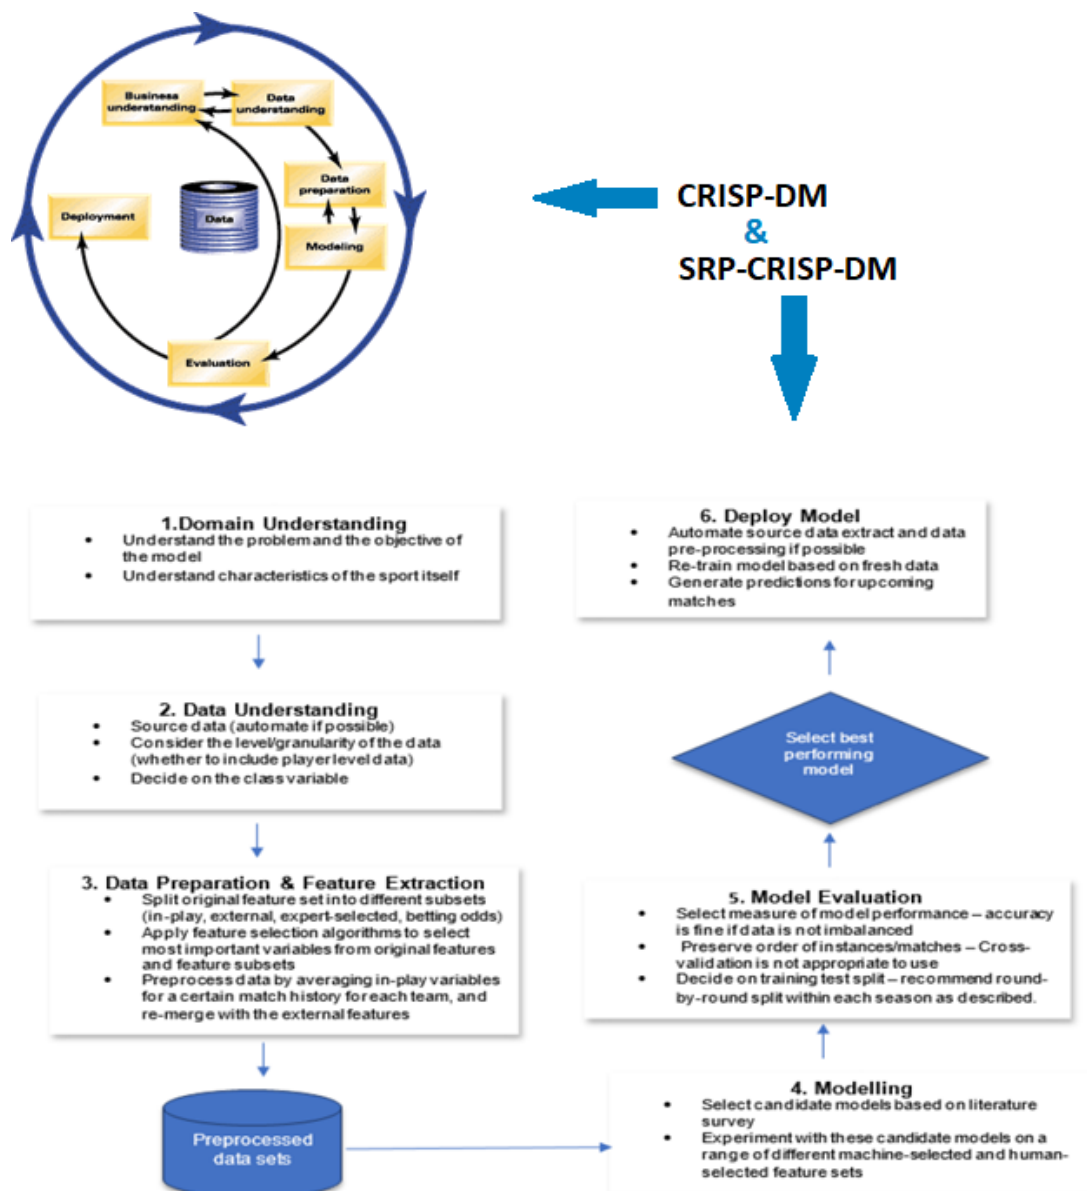 Business
understanding
Data
understanding
Data
preparation
Modeling
Data
Deployment
Evaluation
CRISP-DM
&
SRP-CRISP-DM
1.Domain Understanding
• Understand the problem and the objective of
the model
• Understand characteristics of the sport itself
2. Data Understanding
• Source data (automate if possible)
• Consider the level/granularity of the data
(whether to include player level data)
• Decide on the class variable
3. Data Preparation & Feature Extraction
• Split original feature set into different subsets
(in-play, external, expert-selected, betting odds)
• Apply feature selection algorithms to select
most important variables from original features
and feature subsets
• Preprocess data by averaging in-play variables
for a certain match history for each team, and
re-merge with the external features
Preprocessed
data sets
4. Modelling
• Select candidate models based on literature
survey
• Experiment with these candidate models on a
range of different machine-selected and human-
selected feature sets
5. Model Evaluation
• Select measure of model performance – accuracy
is fine if data is not imbalanced
• Preserve order of instances/matches – Cross-
validation is not appropriate to use
• Decide on training test split – recommend round-
by-round split within each season as described.
Select best
performing
model
6. Deploy Model
• Automate source data extract and data
pre-processing if possible
• Re-train model based on fresh data
• Generate predictions for upcoming
matches